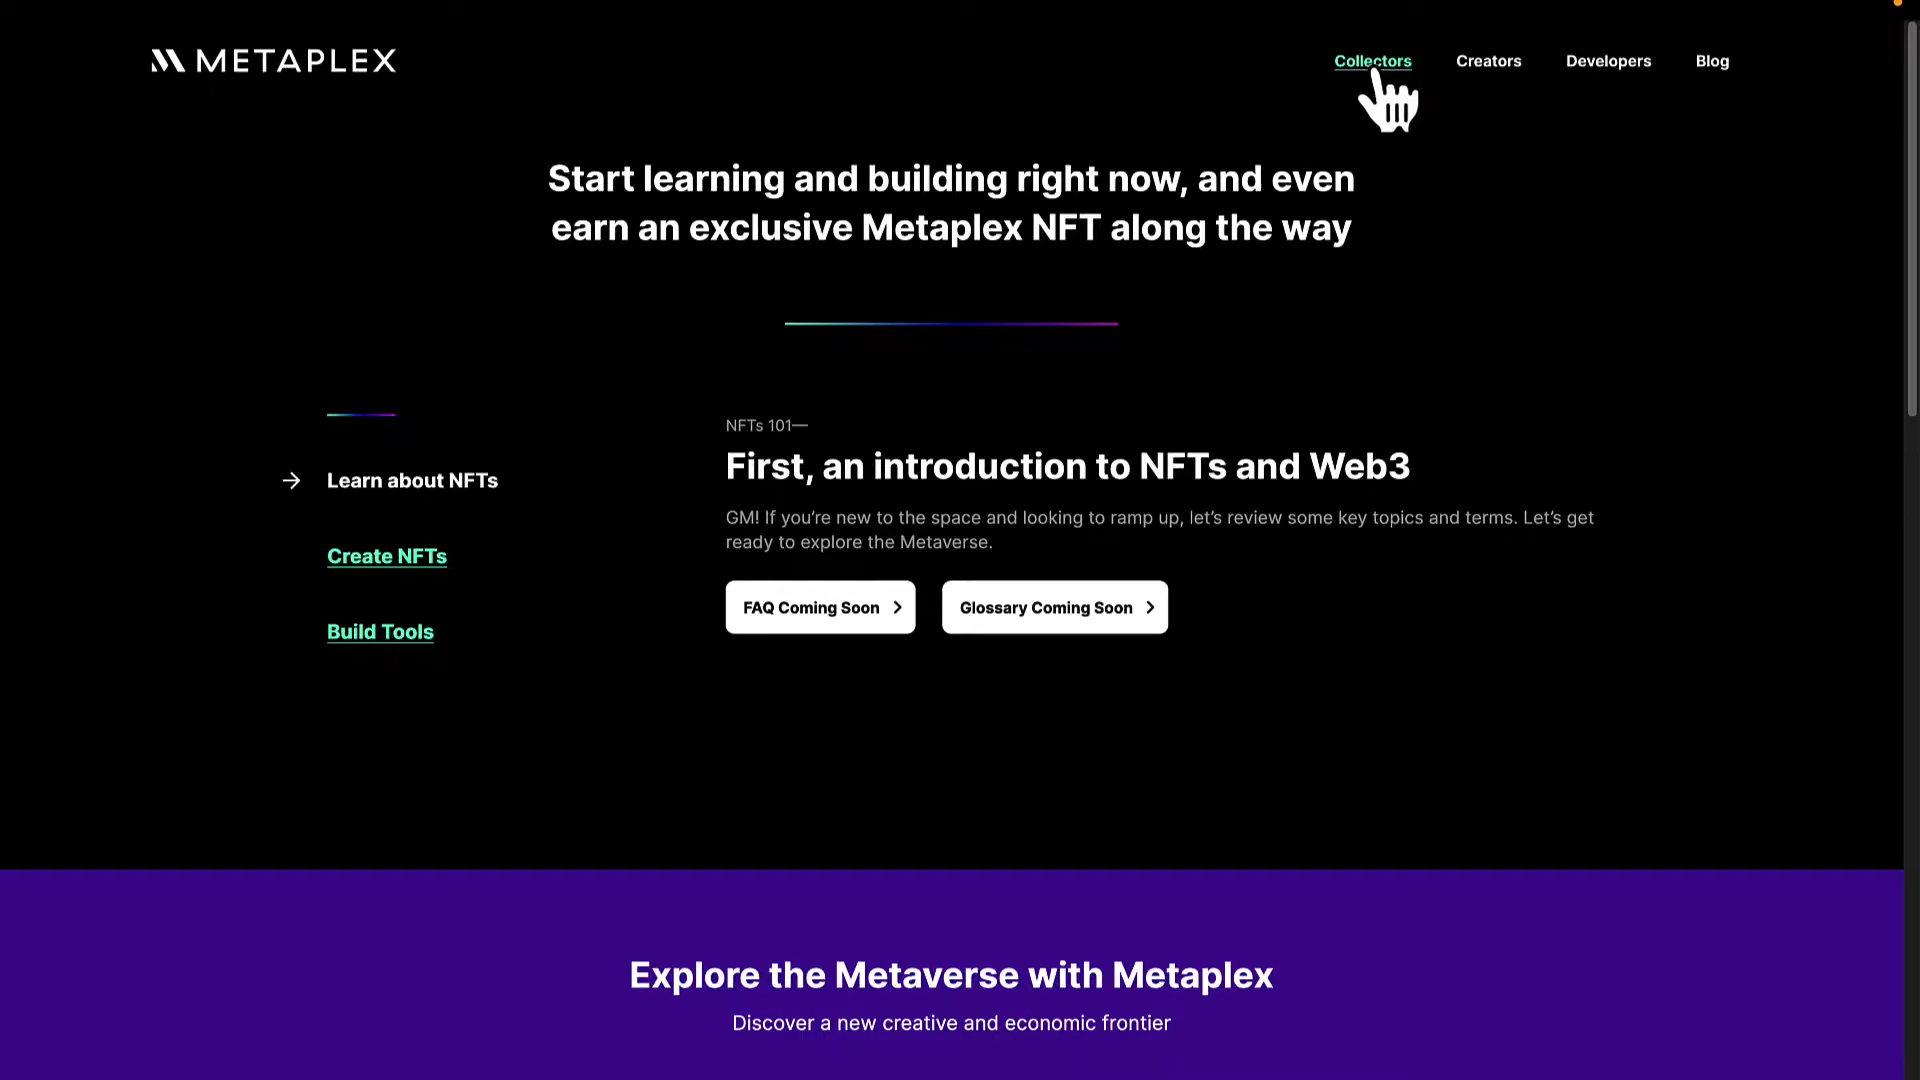 METAPLEX
Collectors
Creators
Developers
Blog
Start learning and building right now, and even
earn an exclusive Metaplex NFT along the way
Learn about NFTs
Create NFTs
Build Tools
NFTs 101—
First, an introduction to NFTs and Web3
GM! If you’re new to the space and looking to ramp up, let’s review some key topics and terms. Let’s get
ready to explore the Metaverse.
FAQ Coming Soon
Glossary Coming Soon
Explore the Metaverse with Metaplex
Discover a new creative and economic frontier